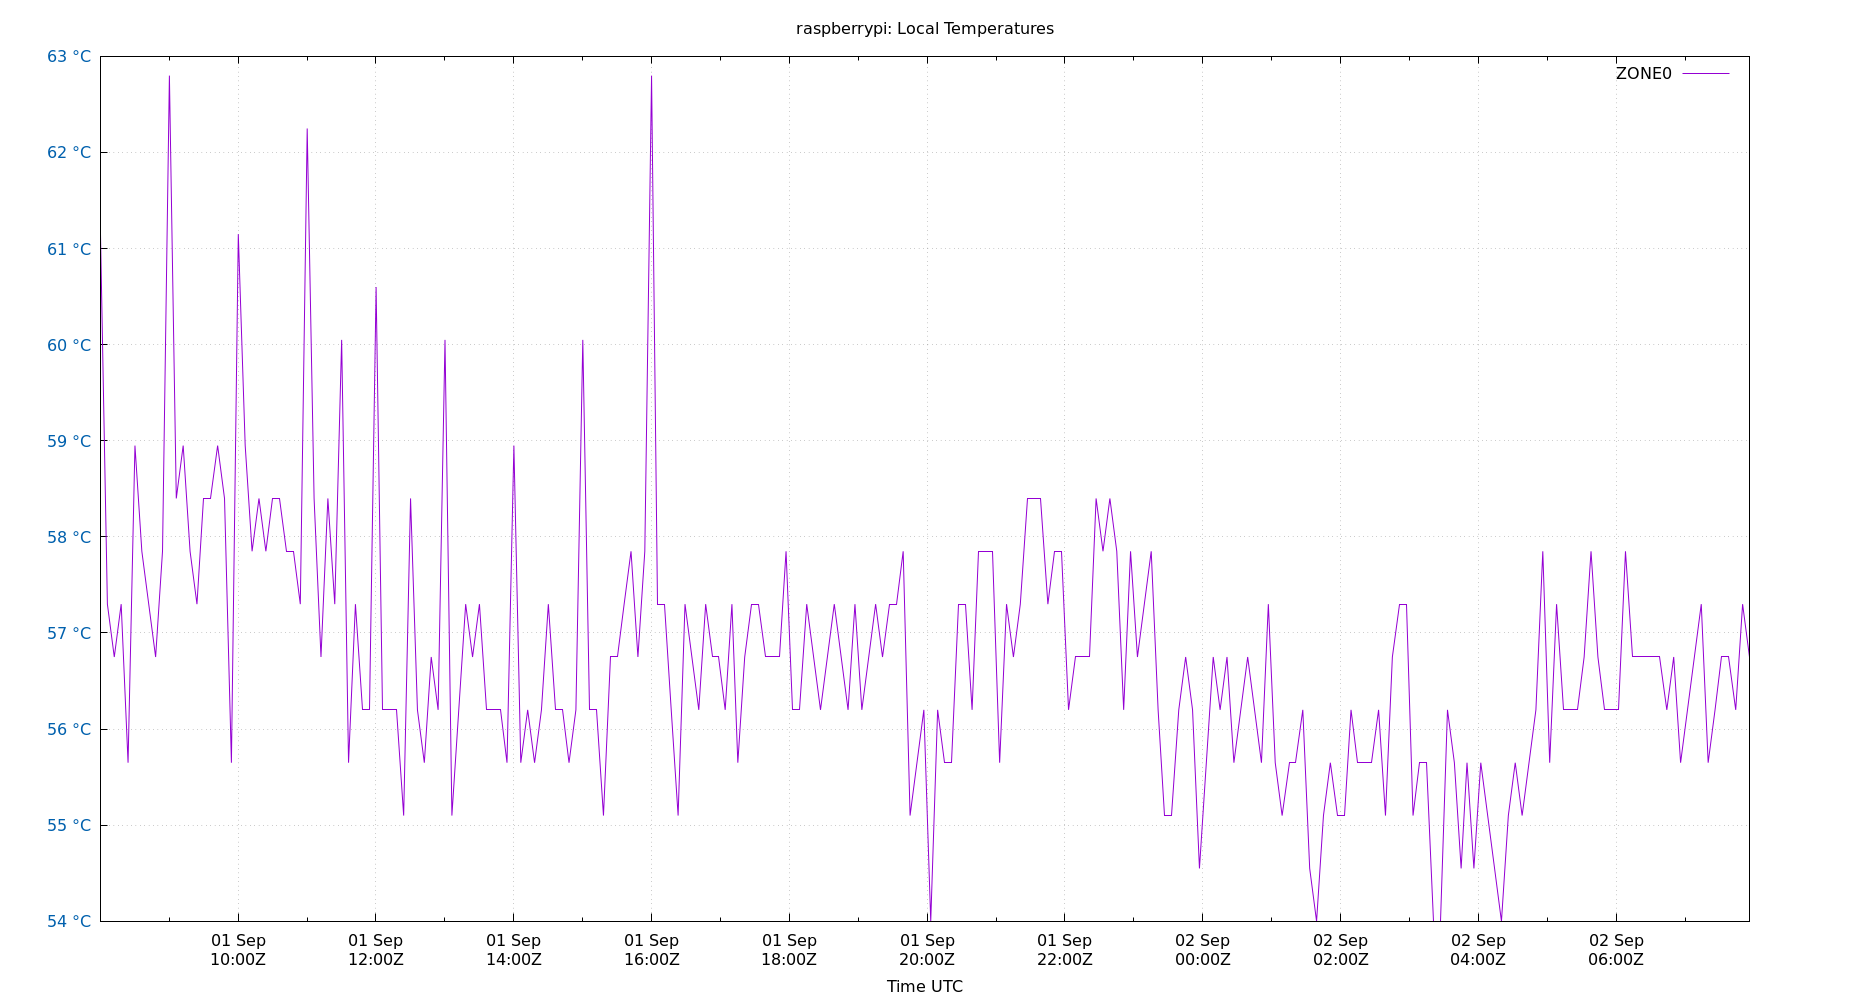 raspberrypi: Local Temperatures
63 °C
ZONE0
62 °C
61 °C
60 °C
59 °C
58 °C
57 °C
56 °C
55 °C
54 °C
01 Sep 01 Sep 01 Sep 01 Sep 01 Sep 01 Sep 01 Sep 02 Sep 02 Sep 02 Sep 02 Sep
10:00Z 12:00Z 14:00Z 16:00Z 18:00Z 20:00Z 22:00Z 00:00Z 02:00Z 04:00Z 06:00Z
Time UTC